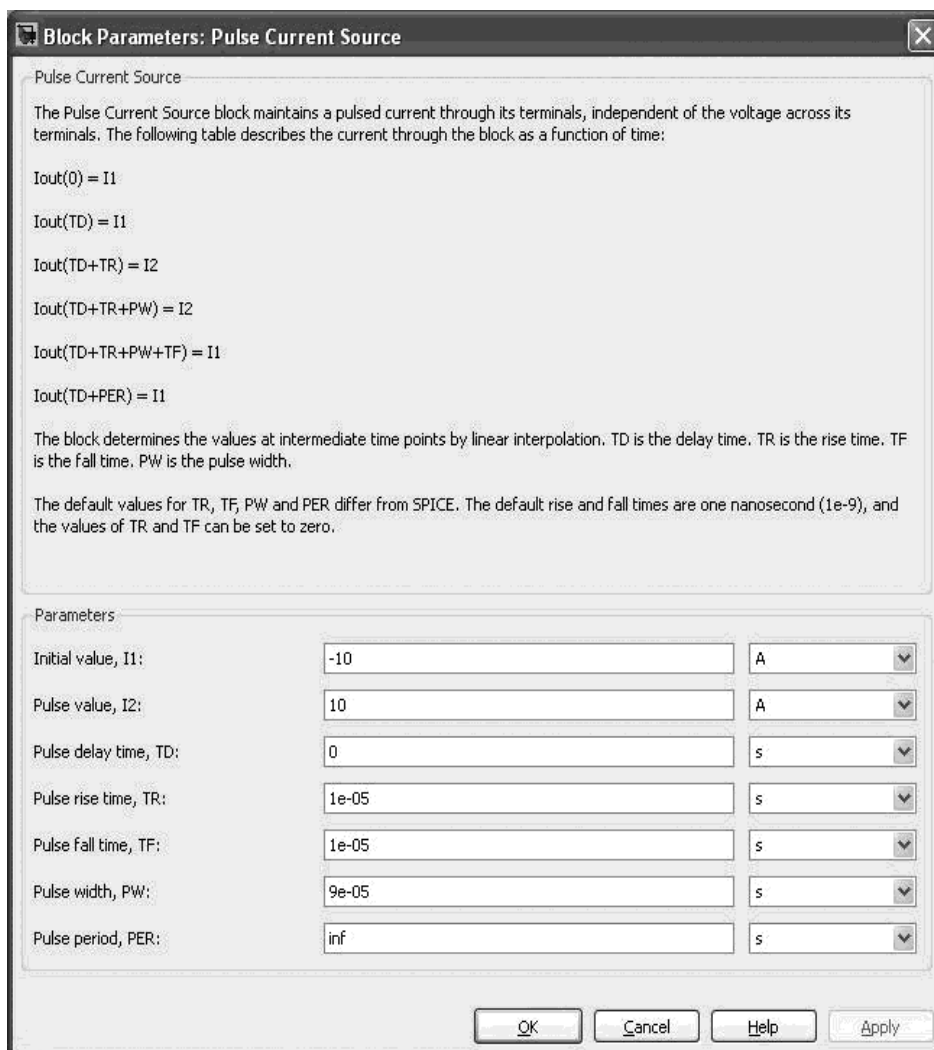 Block Parameters: Pulse Current Source
Pulse Current Source
The Pulse Current Source block maintains a pulsed current through its terminals, independent of the voltage across its
terminals. The following table describes the current through the block as a function of time:
Iout(0) = I1
Iout(TD) = I1
Iout(TD+TR) = I2
Iout(TD+TR+PW) = I2
Iout(TD+TR+PW+TF) = I1
Iout(TD+PER) = I1
The block determines the values at intermediate time points by linear interpolation. TD is the delay time. TR is the rise time. TF
is the fall time. PW is the pulse width.
The default values for TR, TF, PW and PER differ from SPICE. The default rise and fall times are one nanosecond (1e-9), and
the values of TR and TF can be set to zero.
Parameters
Initial value, I1: -10 A
Pulse value, I2: 10 A
Pulse delay time, TD: 0 s
Pulse rise time, TR: 1e-05 s
Pulse fall time, TF: 1e-05 s
Pulse width, PW: 9e-05 s
Pulse period, PER: inf s
OK Cancel Help Apply